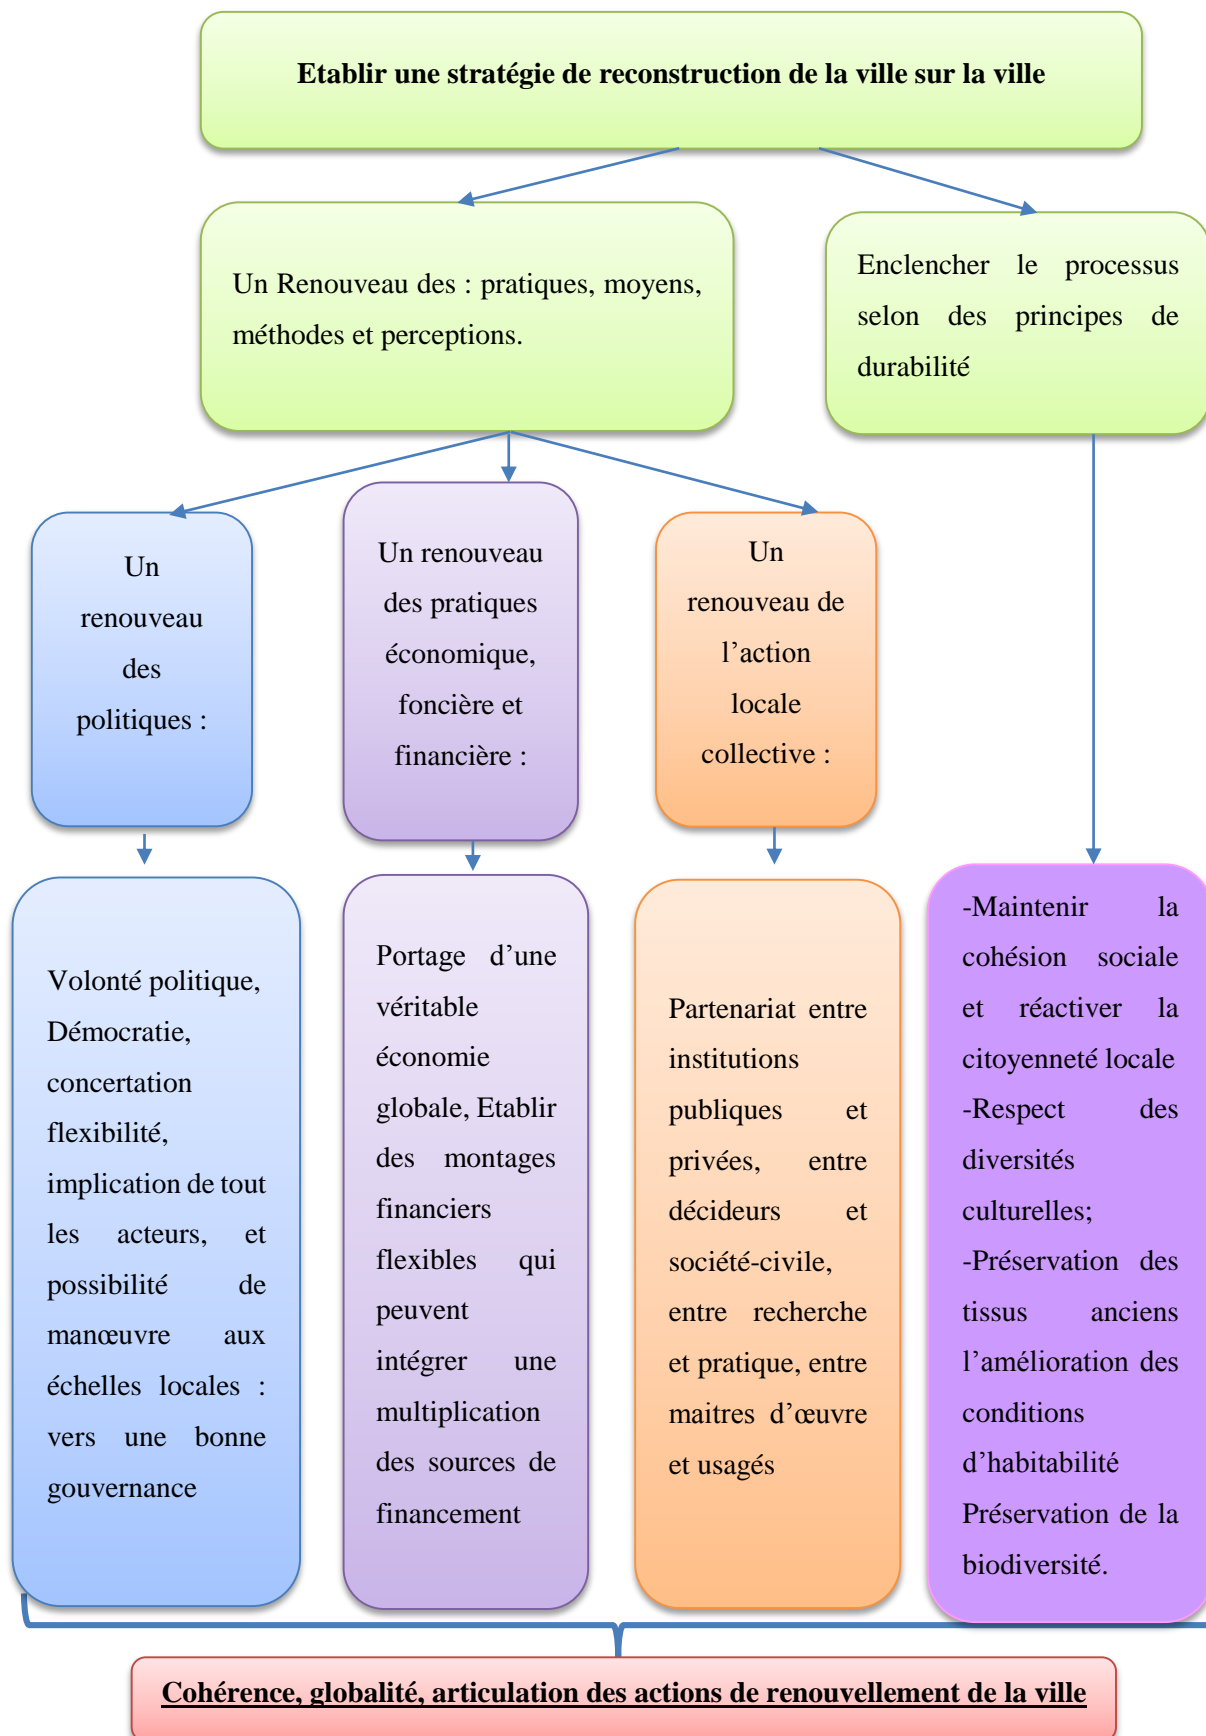 Etablir une stratégie de reconstruction de la ville sur la ville
Un Renouveau des : pratiques, moyens,
méthodes et perceptions.
Enclencher le processus
selon des principes de
durabilité
Un
renouveau
des
politiques :
Un renouveau
des pratiques
économique,
foncière et
financière :
Un
renouveau de
l’action
locale
collective :
Volonté politique,
Démocratie,
concertation
flexibilité,
implication de tout
les acteurs, et
possibilité de
manœuvre aux
échelles locales :
vers une bonne
gouvernance
Portage d’une
véritable
économie
globale, Etablir
des montages
financiers
flexibles qui
peuvent
intégrer une
multiplication
des sources de
financement
Partenariat entre
institutions
publiques et
privées, entre
décideurs et
société-civile,
entre recherche
et pratique, entre
maitres d’œuvre
et usagés
-Maintenir la
cohésion sociale
et réactiver la
citoyenneté locale
-Respect des
diversités
culturelles;
-Préservation des
tissus anciens
l’amélioration des
conditions
d’habitabilité
Préservation de la
biodiversité.
Cohérence, globalité, articulation des actions de renouvellement de la ville